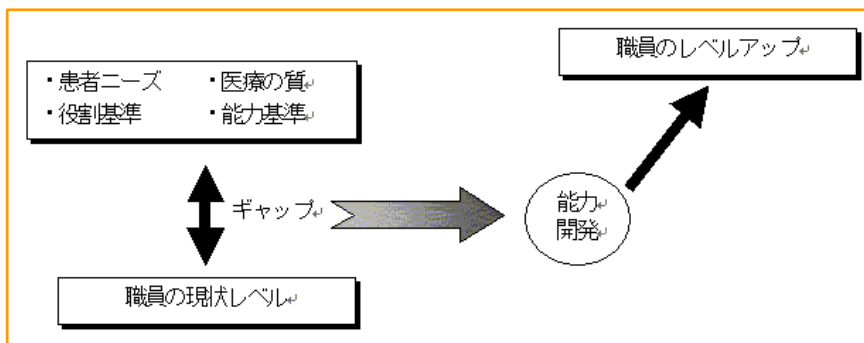 職員のレベルアップ
・患者ニーズ ・医療の質
・役割基準 ・能力基準
ギャップ
能力
開発
職員の現状レベル